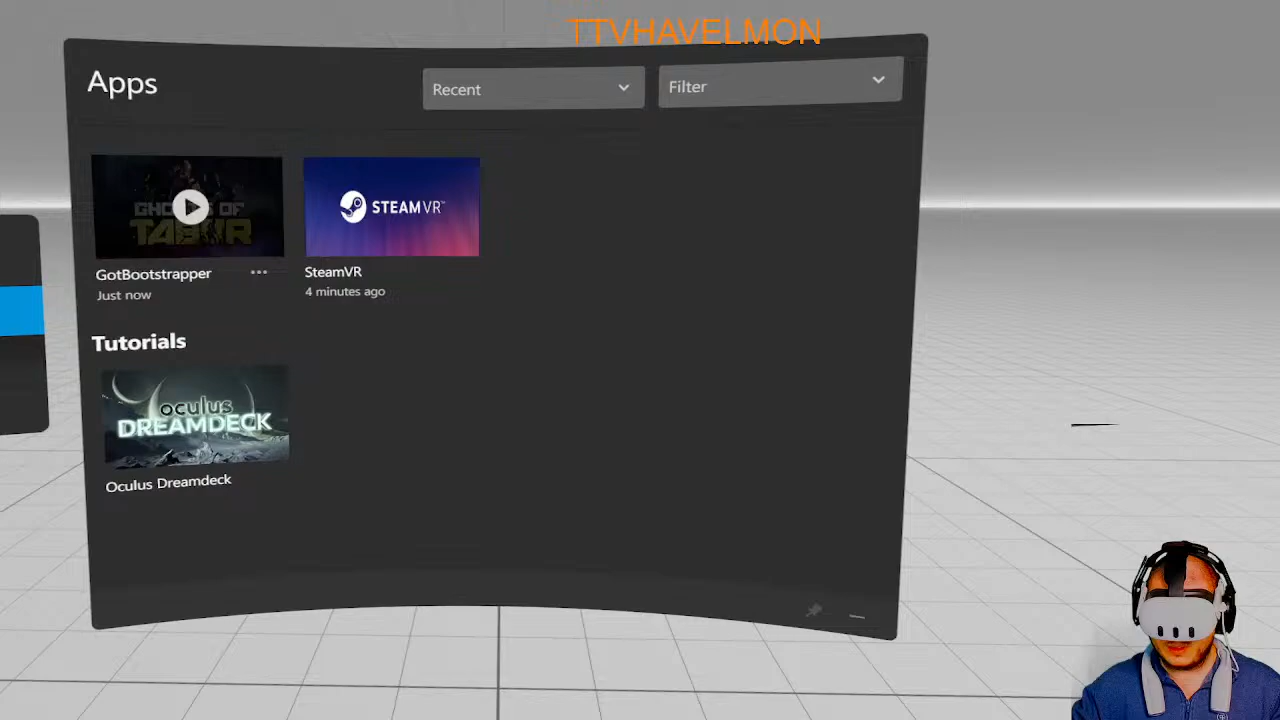 TTVHAVELMON
Apps
Recent
Filter
GHOSTS OF
TABOR
STEAMVR
GotBootstrapper
SteamVR
Just now
4 minutes ago
Tutorials
oculus
DREAMDECK
Oculus Dreamdeck